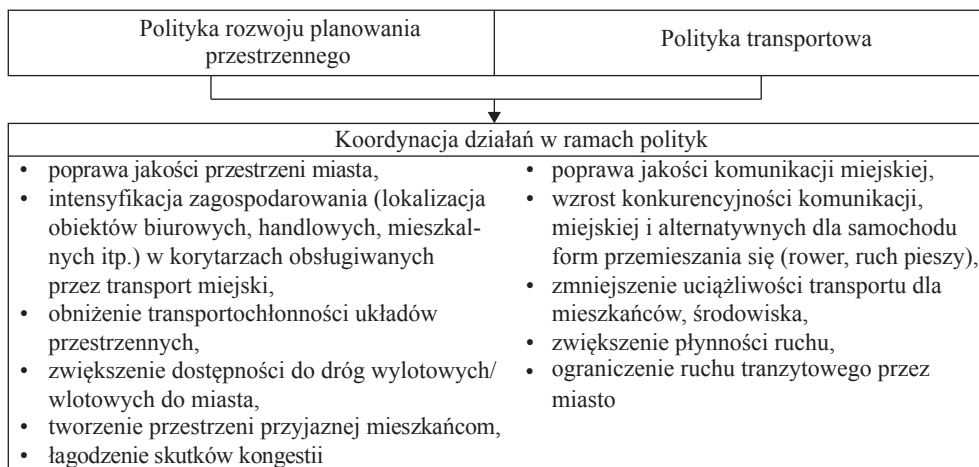 Polityka rozwoju planowania
przestrzennego
Polityka transportowa
Koordynacja działań w ramach polityk
• poprawa jakości przestrzeni miasta,
• intensyfikacja zagospodarowania (lokalizacja
obiektów biurowych, handlowych, mieszkal-
nych itp.) w korytarzach obsługiwanych
przez transport miejski,
• obniżenie transportochłonności układów
przestrzennych,
• zwiększenie dostępności do dróg wylotowych/
wlotowych do miasta,
• tworzenie przestrzeni przyjaznej mieszkańcom,
• łagodzenie skutków kongestii
• poprawa jakości komunikacji miejskiej,
• wzrost konkurencyjności komunikacji,
miejskiej i alternatywnych dla samochodu
form przemieszania się (rower, ruch pieszy),
• zmniejszenie uciążliwości transportu dla
mieszkańców, środowiska,
• zwiększenie płynności ruchu,
• ograniczenie ruchu tranzytowego przez
miasto